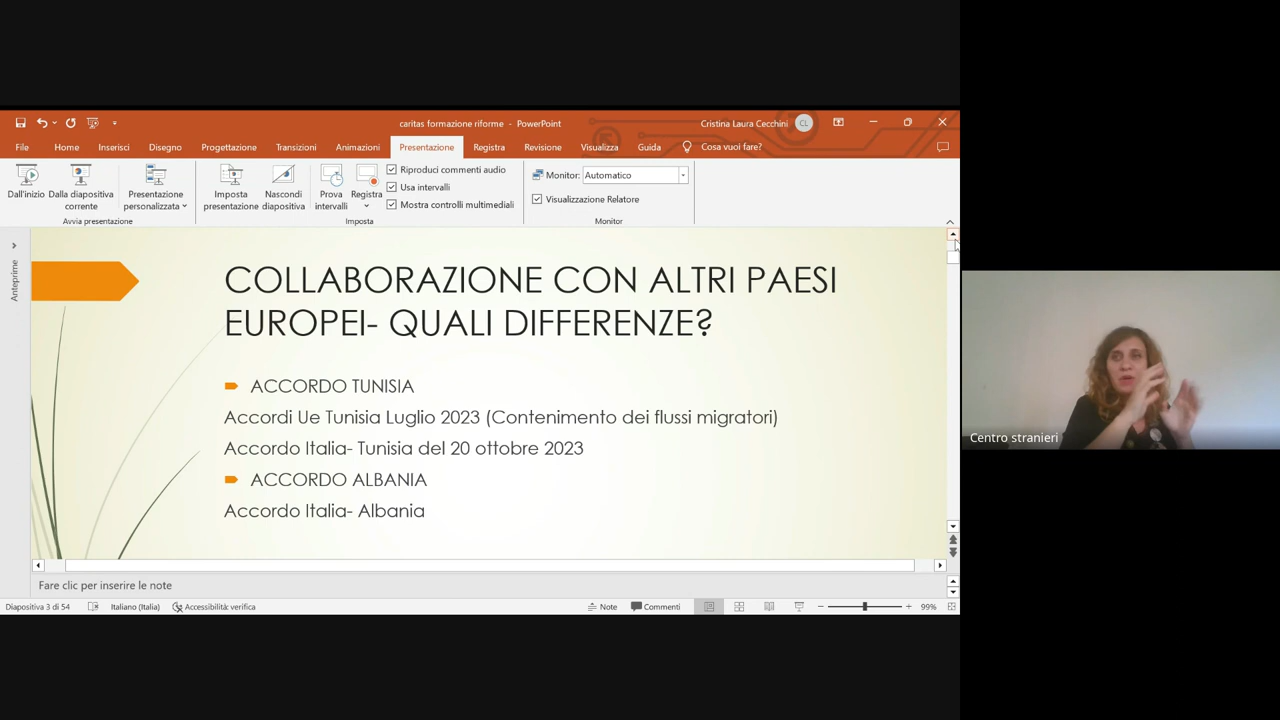 caritas formazione riforme - PowerPoint
Cristina Laura Cecchini CL
File Home Inserisci Disegno Progettazione Transizioni Animazioni Presentazione Registra Revisione Visualizza Guida Cosa vuoi fare?
Dall'inizio
Dalla diapositiva corrente
Presentazione personalizzata
Imposta presentazione
Nascondi diapositiva
Prova intervalli
Registra
Riproduci commenti audio
Usa intervalli
Mostra controlli multimediali
Monitor: Automatico
Visualizzazione Relatore
Avvia presentazione
Imposta
Monitor
Anteprime
COLLABORAZIONE CON ALTRI PAESI
EUROPEI- QUALI DIFFERENZE?
ACCORDO TUNISIA
Accordi Ue Tunisia Luglio 2023 (Contenimento dei flussi migratori)
Accordo Italia- Tunisia del 20 ottobre 2023
ACCORDO ALBANIA
Accordo Italia- Albania
Centro stranieri
Fare clic per inserire le note
Diapositiva 3 di 54 Italiano (Italia) Accessibilità: verifica Note Commenti 99%